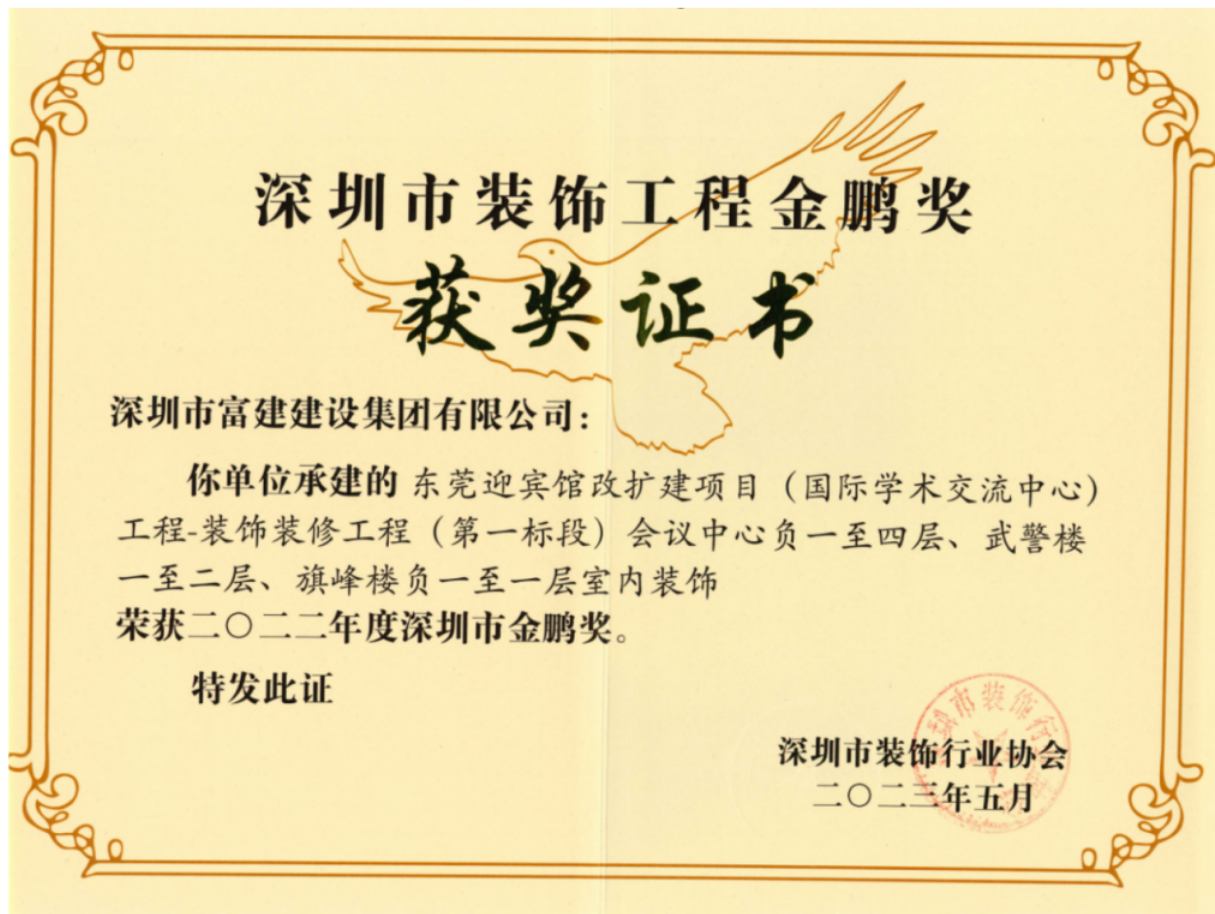 深圳市装饰工程金鹏奖
获奖证书
深圳市富建建设集团有限公司：
你单位承建的 东莞迎宾馆改扩建项目（国际学术交流中心）
工程-装饰装修工程（第一标段）会议中心负一至四层、武警楼
一至二层、旗峰楼负一至一层室内装饰
荣获二〇二二年度深圳市金鹏奖。
特发此证
深圳市装饰行业协会
二〇二三年五月